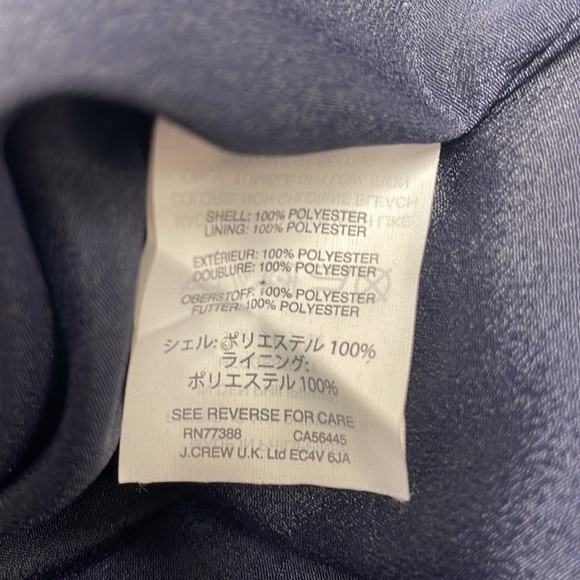 SHELL: 100% POLYESTER
LINING: 100% POLYESTER
EXTÉRIEUR: 100% POLYESTER
DOUBLURE: 100% POLYESTER
OBERSTOFF: 100% POLYESTER
FUTTER: 100% POLYESTER
シェル: ポリエステル 100%
ライニング:
ポリエステル 100%
SEE REVERSE FOR CARE
RN77388 CA56445
J.CREW U.K. Ltd EC4V 6JA